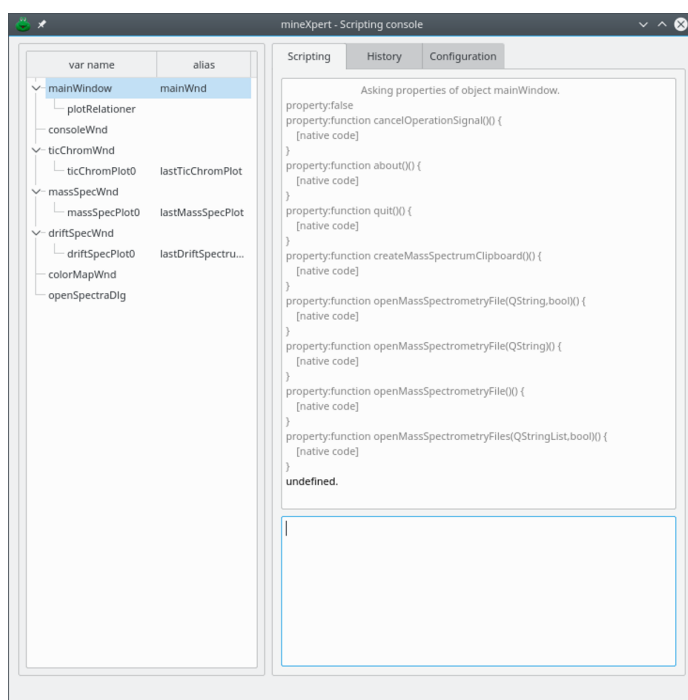 mineXpert - Scripting console
var name alias
mainWindow mainWnd
plotRelationer
consoleWnd
ticChromWnd
ticChromPlot0 lastTicChromPlot
massSpecWnd
massSpecPlot0 lastMassSpecPlot
driftSpecWnd
driftSpecPlot0 lastDriftSpectru...
colorMapWnd
openSpectraDlg
Scripting History Configuration
Asking properties of object mainWindow.
property:false
property:function cancelOperationSignal()() {
[native code]
}
property:function about()() {
[native code]
}
property:function quit()() {
[native code]
}
property:function createMassSpectrumClipboard()() {
[native code]
}
property:function openMassSpectrometryFile(QString,bool)() {
[native code]
}
property:function openMassSpectrometryFile(QString)() {
[native code]
}
property:function openMassSpectrometryFile()() {
[native code]
}
property:function openMassSpectrometryFiles(QStringList,bool)() {
[native code]
}
undefined.